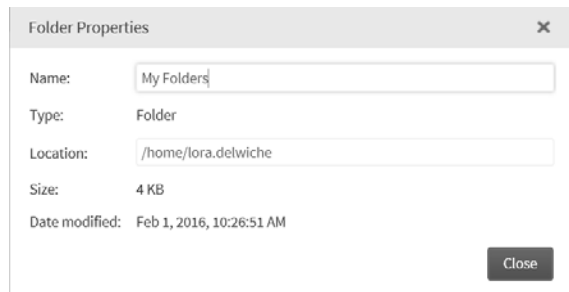 Folder Properties
Name: My Folders
Type: Folder
Location: /home/lora.delwiche
Size: 4 KB
Date modified: Feb 1, 2016, 10:26:51 AM
Close